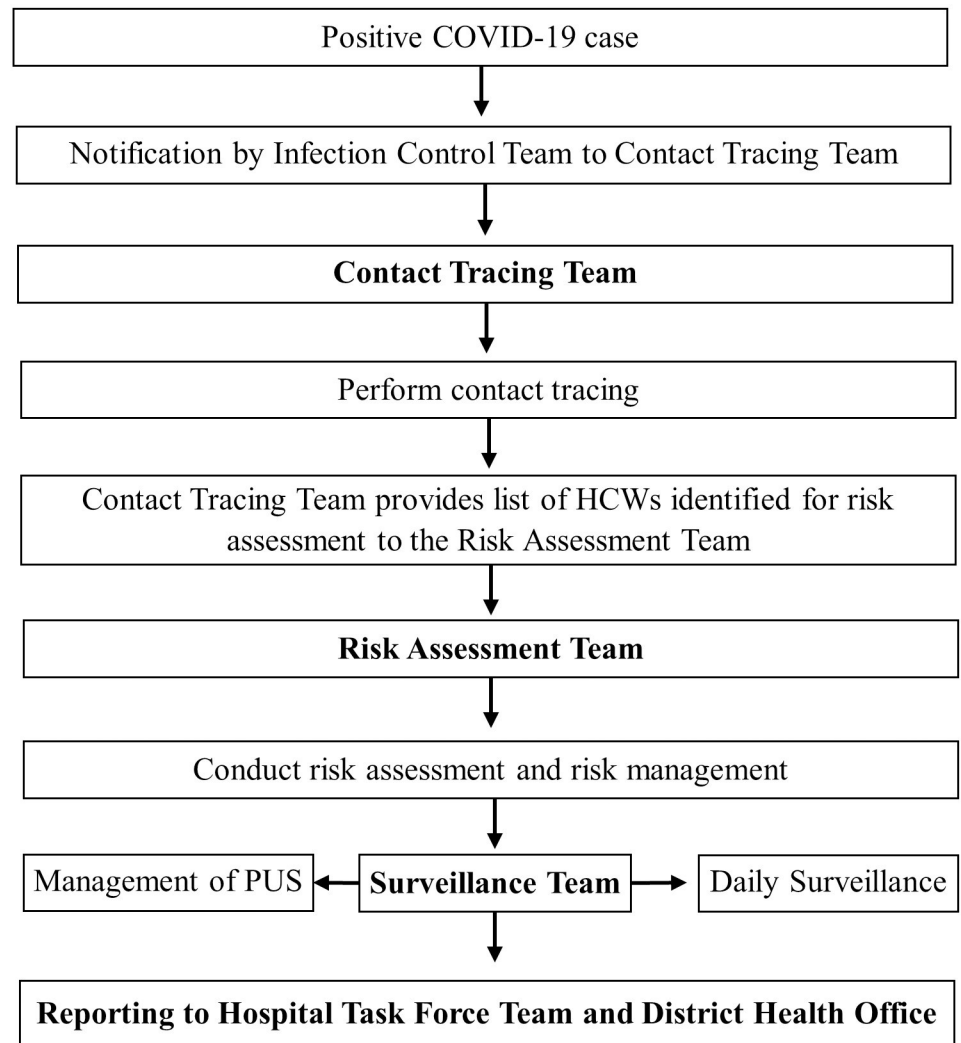 Positive COVID-19 case
Notification by Infection Control Team to Contact Tracing Team
Contact Tracing Team
Perform contact tracing
Contact Tracing Team provides list of HCWs identified for risk
assessment to the Risk Assessment Team
Risk Assessment Team
Conduct risk assessment and risk management
Management of PUS
Surveillance Team
Daily Surveillance
Reporting to Hospital Task Force Team and District Health Office